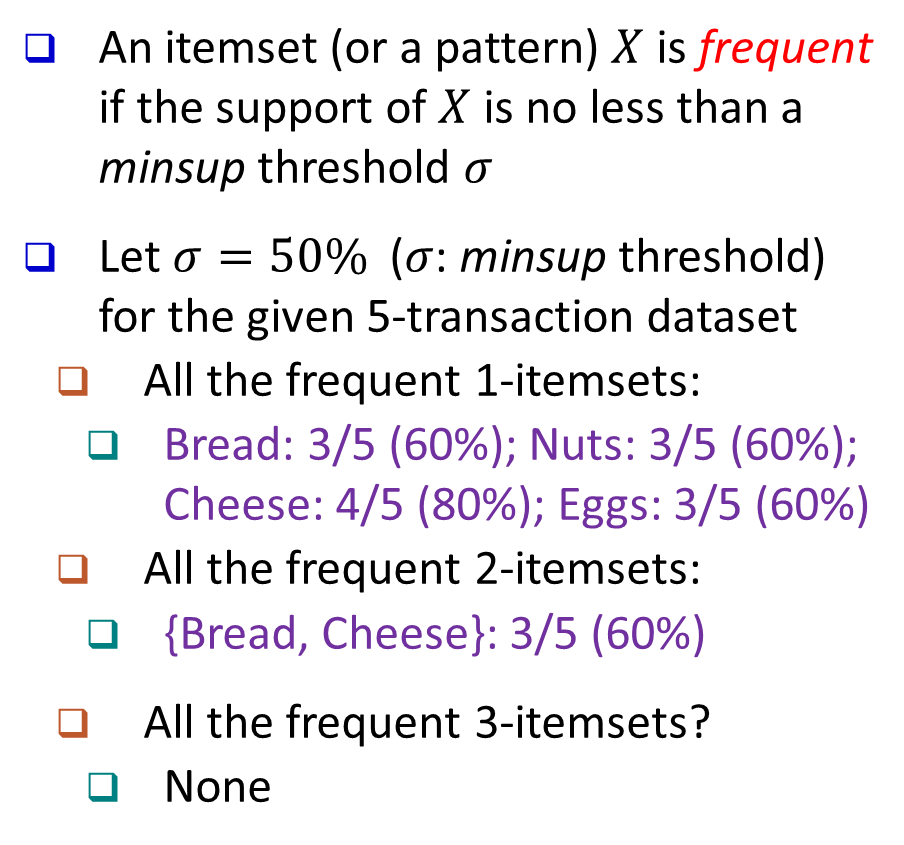 An itemset (or a pattern) X is frequent
if the support of X is no less than a
minsup threshold σ
Let σ = 50% (σ: minsup threshold)
for the given 5-transaction dataset
All the frequent 1-itemsets:
Bread: 3/5 (60%); Nuts: 3/5 (60%);
Cheese: 4/5 (80%); Eggs: 3/5 (60%)
All the frequent 2-itemsets:
{Bread, Cheese}: 3/5 (60%)
All the frequent 3-itemsets?
None